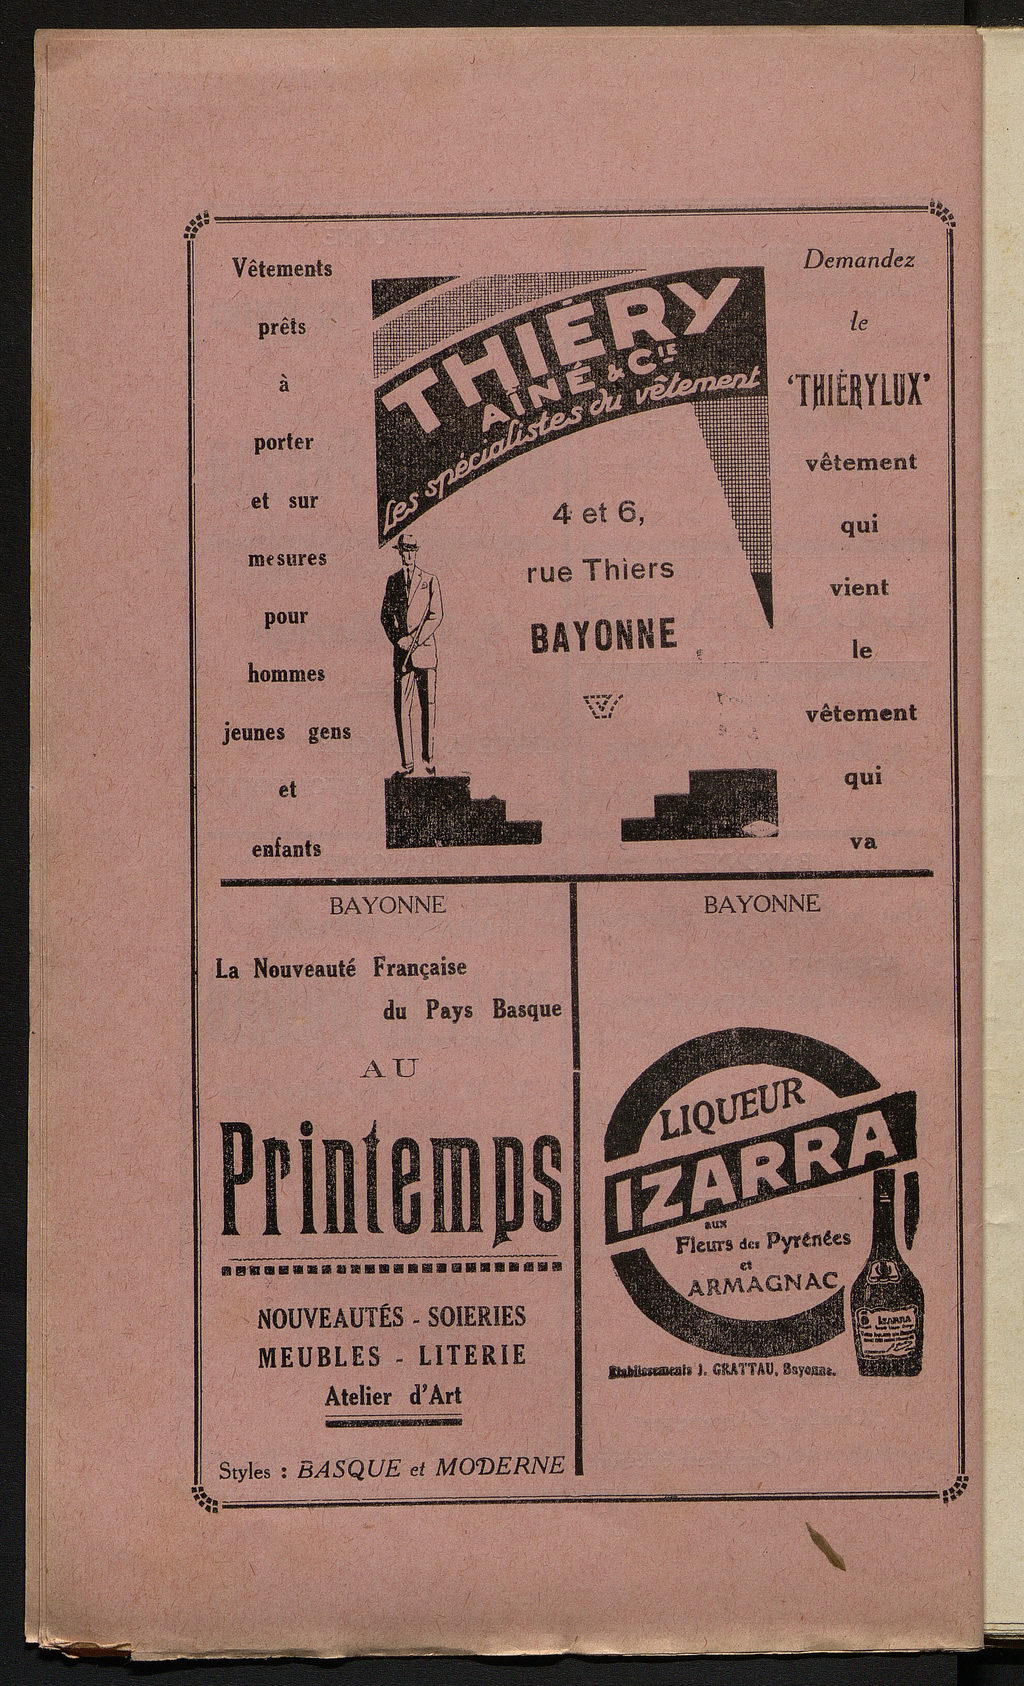 Vêtements
prêts
à
porter
et sur
mesures
pour
hommes
jeunes gens
et
enfants
THIÉRY
AÎNÉ & CIE
Les spécialistes du vêtement
4 et 6,
rue Thiers
BAYONNE
Demandez
le
'THIÉRYLUX'
vêtement
qui
vient
le
vêtement
qui
va
BAYONNE
La Nouveauté Française
du Pays Basque
AU
Printemps
NOUVEAUTÉS - SOIERIES
MEUBLES - LITERIE
Atelier d'Art
Styles : BASQUE et MODERNE
BAYONNE
LIQUEUR
IZARRA
aux
Fleurs des Pyrénées
et
ARMAGNAC
IZARRA
Etablissements J. GRATTAU, Bayonne.